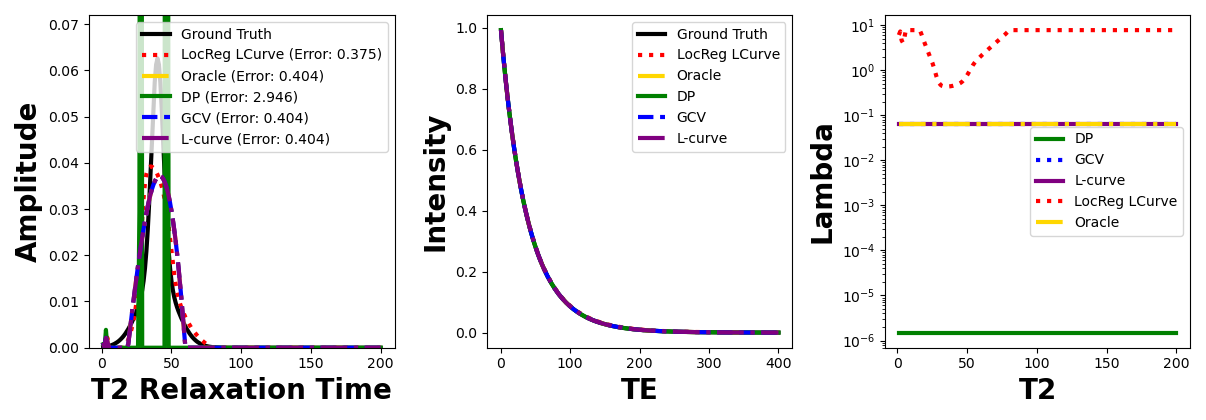 0.07
0.06
0.05
0.04
0.03
0.02
0.01
0.00
Amplitude
Ground Truth
LocReg LCurve (Error: 0.375)
Oracle (Error: 0.404)
DP (Error: 2.946)
GCV (Error: 0.404)
L-curve (Error: 0.404)
0
50
100
150
200
T2 Relaxation Time
1.0
0.8
0.6
0.4
0.2
0.0
Intensity
Ground Truth
LocReg LCurve
Oracle
DP
GCV
L-curve
0
100
200
300
400
TE
10^1
10^0
10^-1
10^-2
10^-3
10^-4
10^-5
10^-6
Lambda
DP
GCV
L-curve
LocReg LCurve
Oracle
0
50
100
150
200
T2